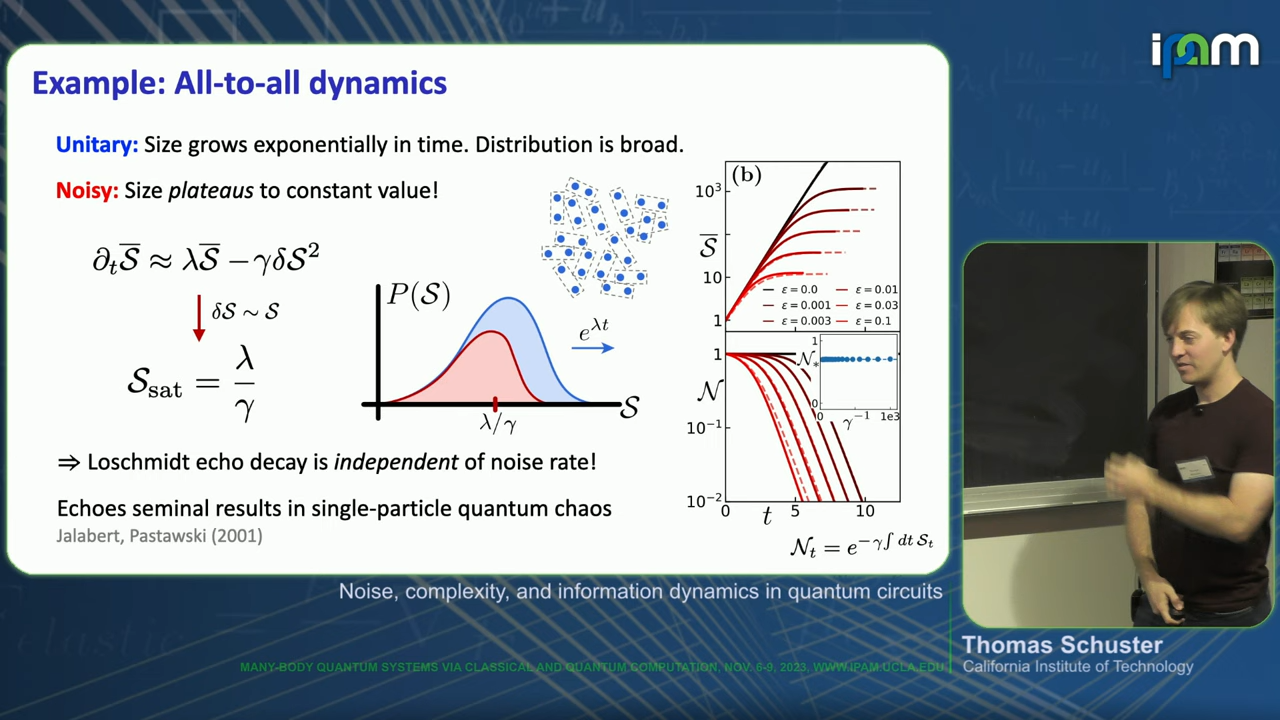 ipam
Example: All-to-all dynamics
Unitary: Size grows exponentially in time. Distribution is broad.
Noisy: Size plateaus to constant value!
∂ₜS̅ ≈ λS̅ − γδS²
δS ~ S
S_sat = λ/γ
P(S)
e^{λt}
S
λ/γ
(b)
10³
S̅
10
1
ε = 0.0
ε = 0.01
ε = 0.001
ε = 0.03
ε = 0.003
ε = 0.1
1
N
10⁻¹
10⁻²
1
N*
0
0
γ⁻¹
1e3
0
t
5
10
Nₜ = e^{−γ∫dt Sₜ}
⇒ Loschmidt echo decay is independent of noise rate!
Echoes seminal results in single-particle quantum chaos
Jalabert, Pastawski (2001)
Noise, complexity, and information dynamics in quantum circuits
Thomas Schuster
California Institute of Technology
MANY-BODY QUANTUM SYSTEMS VIA CLASSICAL AND QUANTUM COMPUTATION, NOV. 6-9, 2023, WWW.IPAM.UCLA.EDU